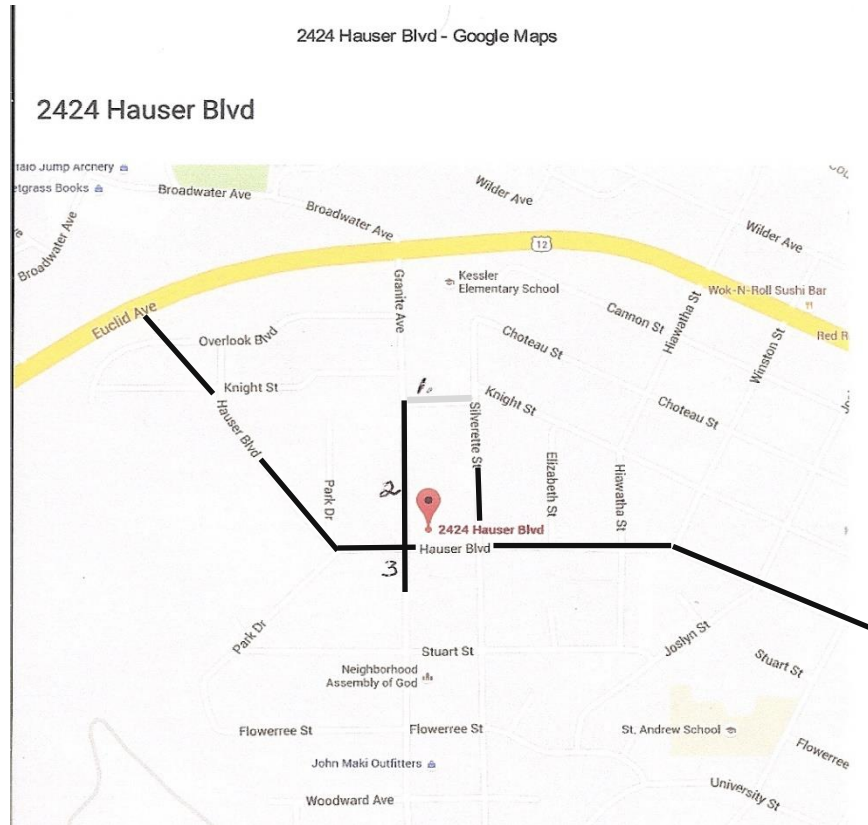 2424 Hauser Blvd - Google Maps
2424 Hauser Blvd
falo Jump Archery
etgrass Books
Broadwater Ave
Wilder Ave
Broadwater Ave
Broadwater Ave
Wilder Ave
12
Kessler
Elementary School
Granite Ave
Wok-N-Roll Sushi Bar
Euclid Ave
Cannon St
Hiawatha St
Red R
Overlook Blvd
Choteau St
Winston St
Knight St
1.
Knight St
Choteau St
Hauser Blvd
Silverette St
Park Dr
2
Elizabeth St
Hiawatha St
2424 Hauser Blvd
Hauser Blvd
3
Park Dr
Stuart St
Joslyn St
Stuart St
Neighborhood
Assembly of God
Flowerree St
Flowerree St
St. Andrew School
Flowerree
John Maki Outfitters
University St
Woodward Ave